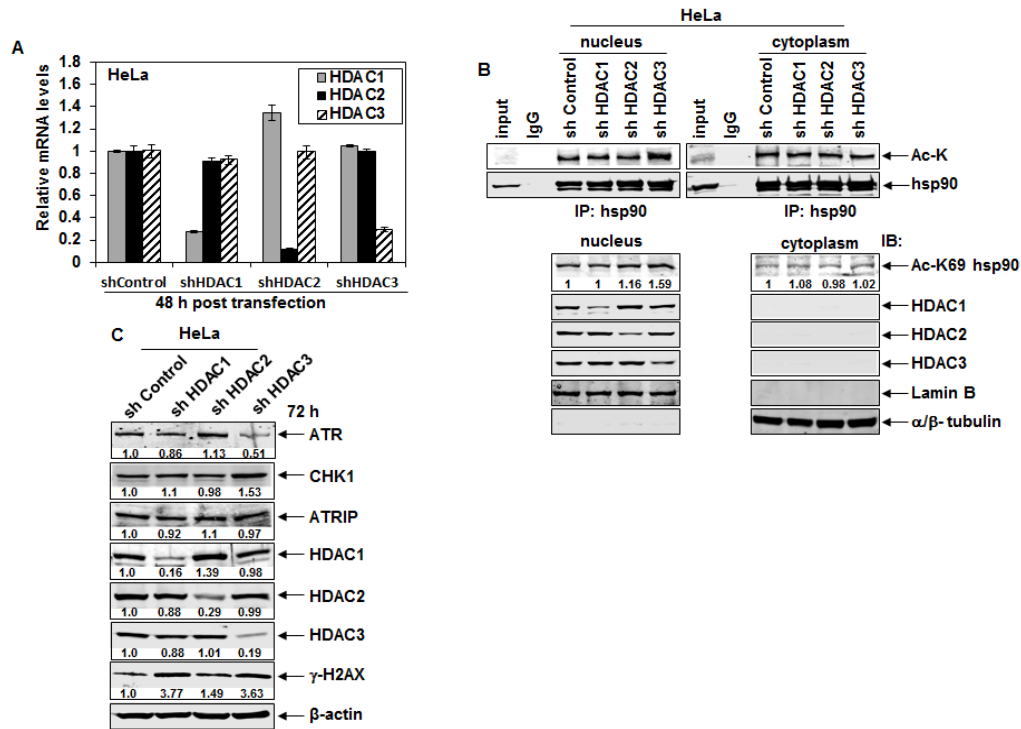 A
HeLa
HDAC1
HDAC2
HDAC3
Relative mRNA levels
1.8
1.6
1.4
1.2
1
0.8
0.6
0.4
0.2
0
shControl shHDAC1 shHDAC2 shHDAC3
48 h post transfection
B
HeLa
nucleus cytoplasm
input IgG sh Control sh HDAC1 sh HDAC2 sh HDAC3 input IgG sh Control sh HDAC1 sh HDAC2 sh HDAC3
Ac-K
hsp90
IP: hsp90 IP: hsp90
nucleus cytoplasm IB:
Ac-K69 hsp90
1 1 1.16 1.59 1 1.08 0.98 1.02
HDAC1
HDAC2
HDAC3
Lamin B
α/β- tubulin
C
HeLa
sh Control sh HDAC1 sh HDAC2 sh HDAC3
72 h
ATR
1.0 0.86 1.13 0.51
CHK1
1.0 1.1 0.98 1.53
ATRIP
1.0 0.92 1.1 0.97
HDAC1
1.0 0.16 1.39 0.98
HDAC2
1.0 0.88 0.29 0.99
HDAC3
1.0 0.88 1.01 0.19
γ-H2AX
1.0 3.77 1.49 3.63
β-actin